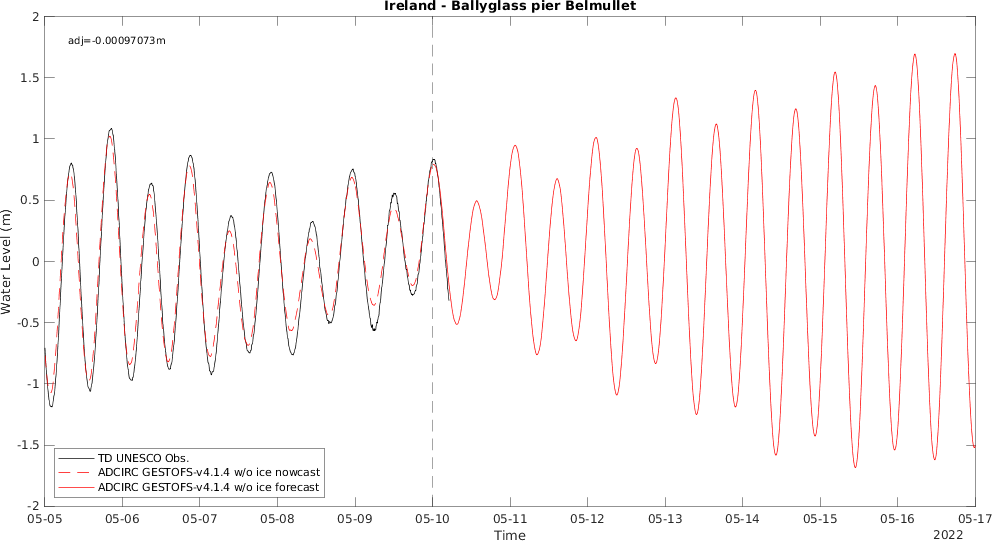 Ireland - Ballyglass pier Belmullet
adj=-0.00097073m
Water Level (m)
2
1.5
1
0.5
0
-0.5
-1
-1.5
-2
TD UNESCO Obs.
ADCIRC GESTOFS-v4.1.4 w/o ice nowcast
ADCIRC GESTOFS-v4.1.4 w/o ice forecast
05-05 05-06 05-07 05-08 05-09 05-10 05-11 05-12 05-13 05-14 05-15 05-16 05-17
Time
2022